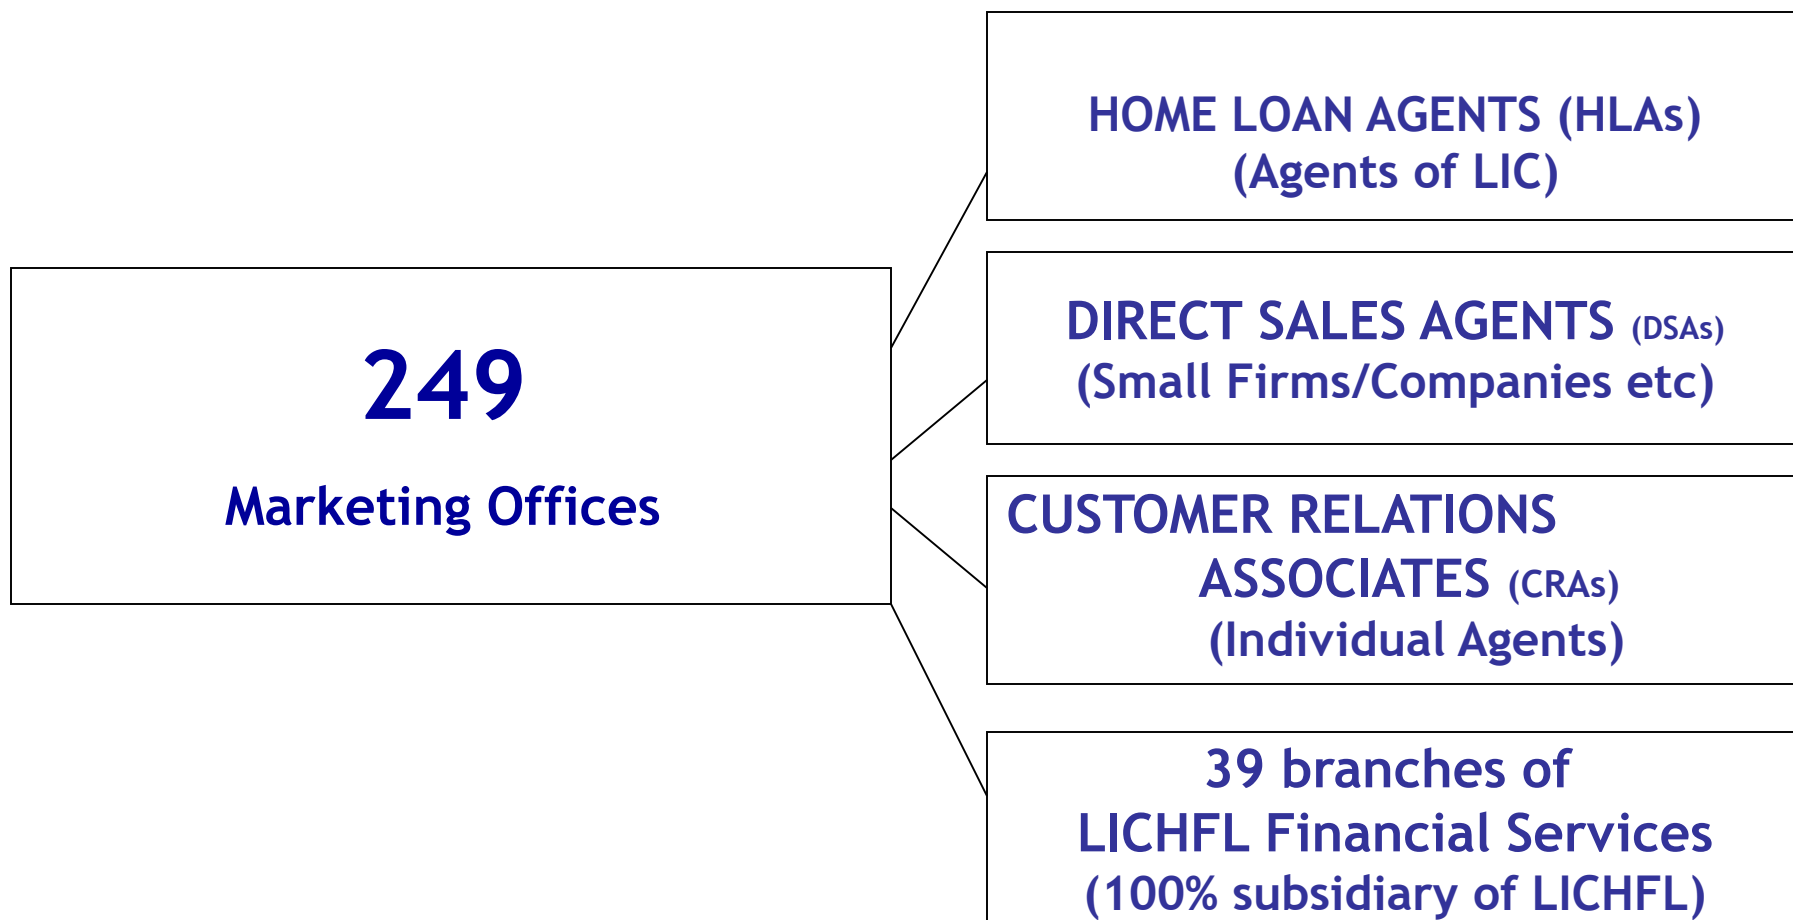 249
Marketing Offices
HOME LOAN AGENTS (HLAs)
(Agents of LIC)
DIRECT SALES AGENTS (DSAs)
(Small Firms/Companies etc)
CUSTOMER RELATIONS
ASSOCIATES (CRAs)
(Individual Agents)
39 branches of
LICHFL Financial Services
(100% subsidiary of LICHFL)